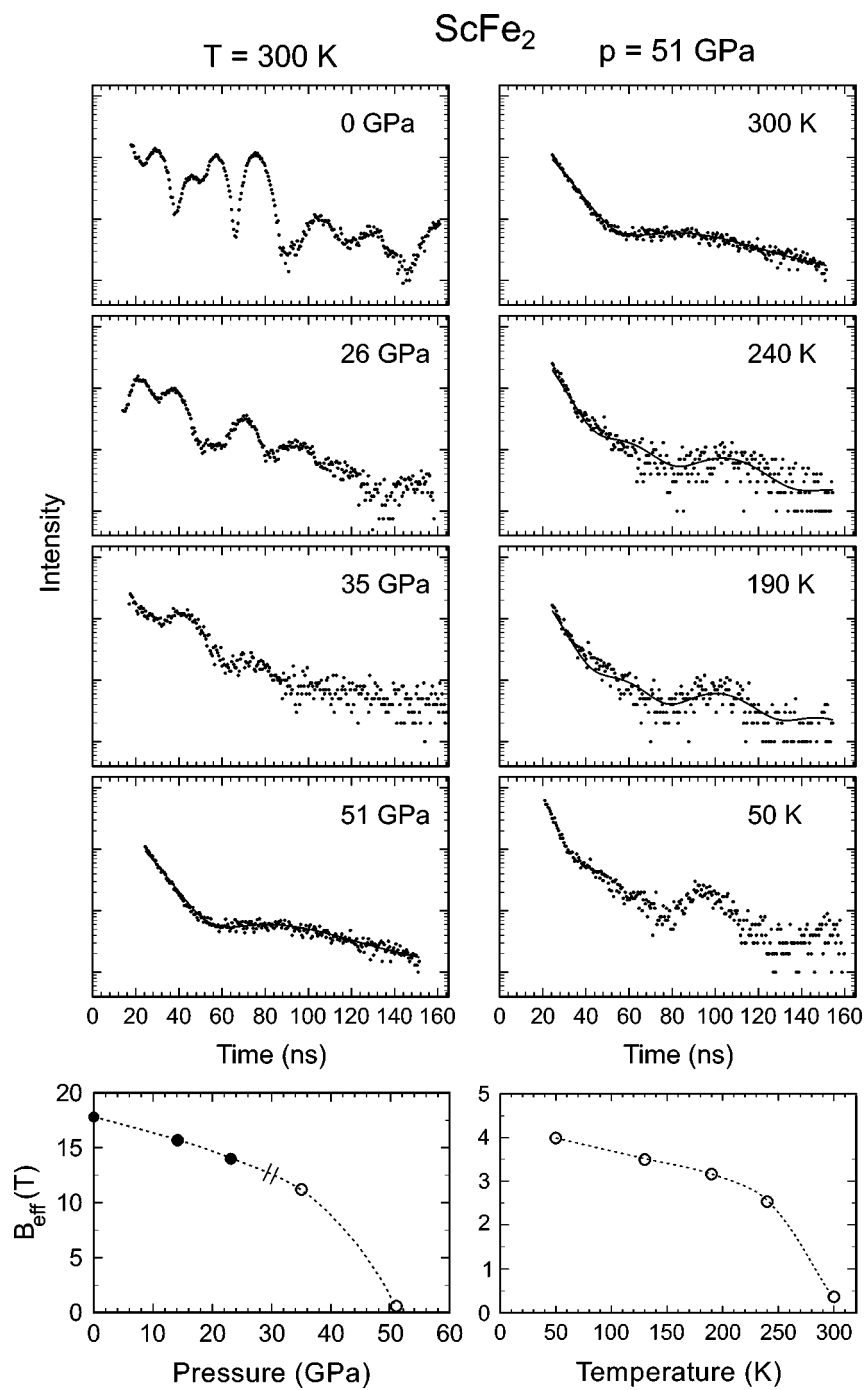 ScFe2
T = 300 K
p = 51 GPa
0 GPa
300 K
26 GPa
240 K
Intensity
35 GPa
190 K
51 GPa
50 K
0 20 40 60 80 100 120 140 160
0 20 40 60 80 100 120 140 160
Time (ns)
Time (ns)
20
15
10
5
0
Beff(T)
0 10 20 30 40 50 60
Pressure (GPa)
5
4
3
2
1
0
0 50 100 150 200 250 300
Temperature (K)